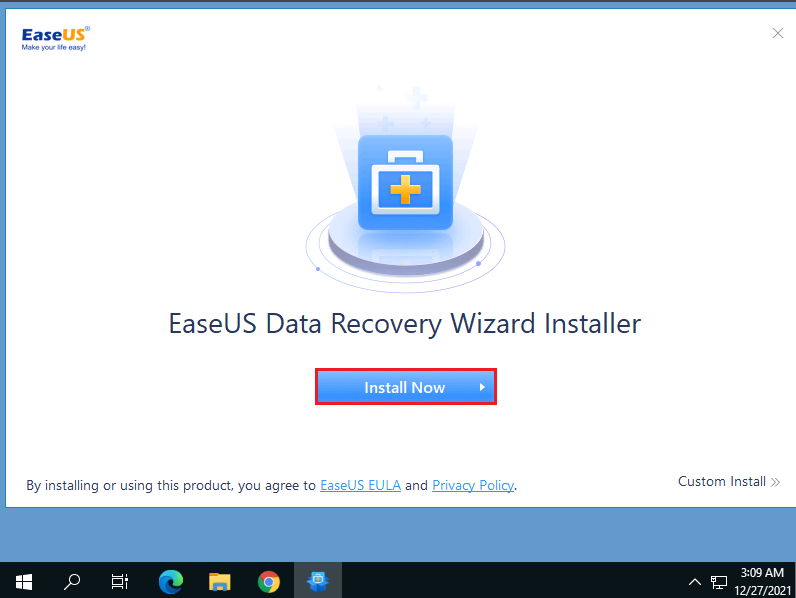 EaseUS®
Make your life easy!
EaseUS Data Recovery Wizard Installer
Install Now
By installing or using this product, you agree to EaseUS EULA and Privacy Policy.
Custom Install
3:09 AM
12/27/2021